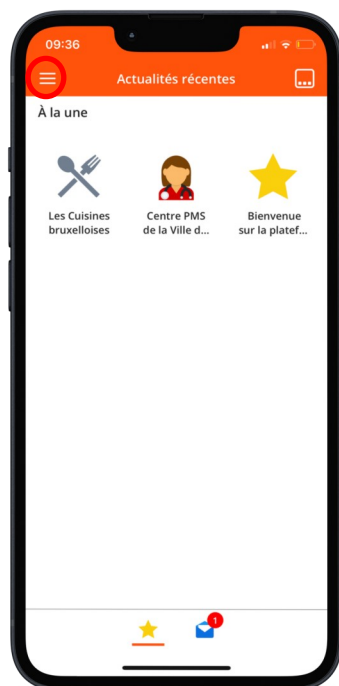 09:36
Actualités récentes
À la une
Les Cuisines
bruxelloises
Centre PMS
de la Ville d...
Bienvenue
sur la platef...
1